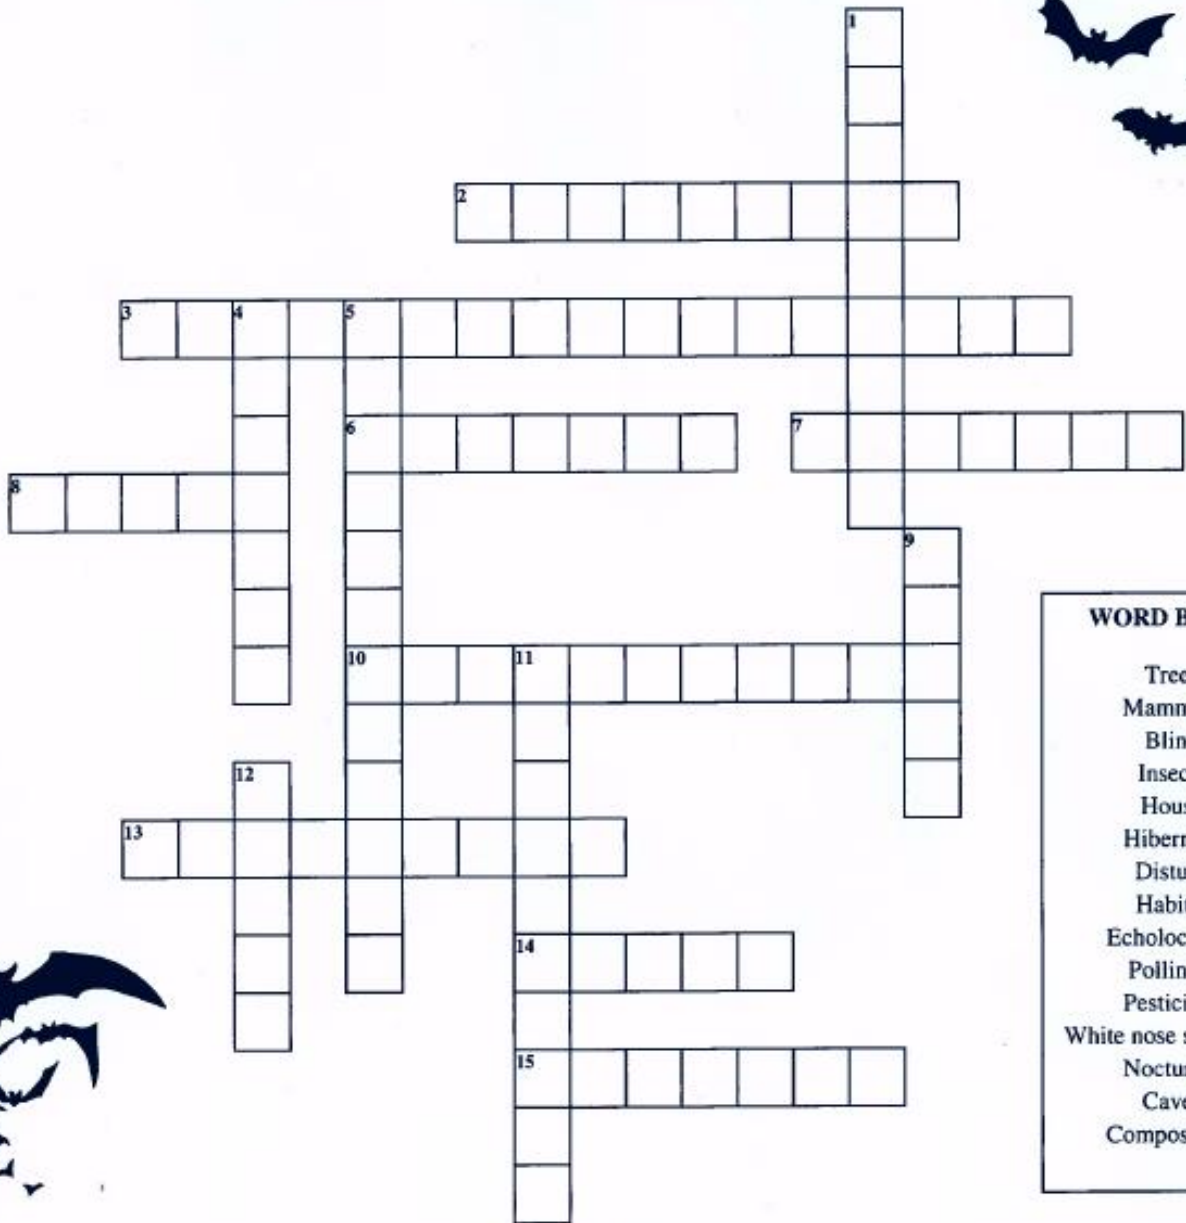 1
2
3 4 5
6 7
8
9
WORD B
Tree
Mamm
Blin
Insec
Hous
Hibern
Distu
Habit
Echoloc
Pollin
Pestici
White nose s
Noctur
Cave
Compos
10 11
12
13
14
15